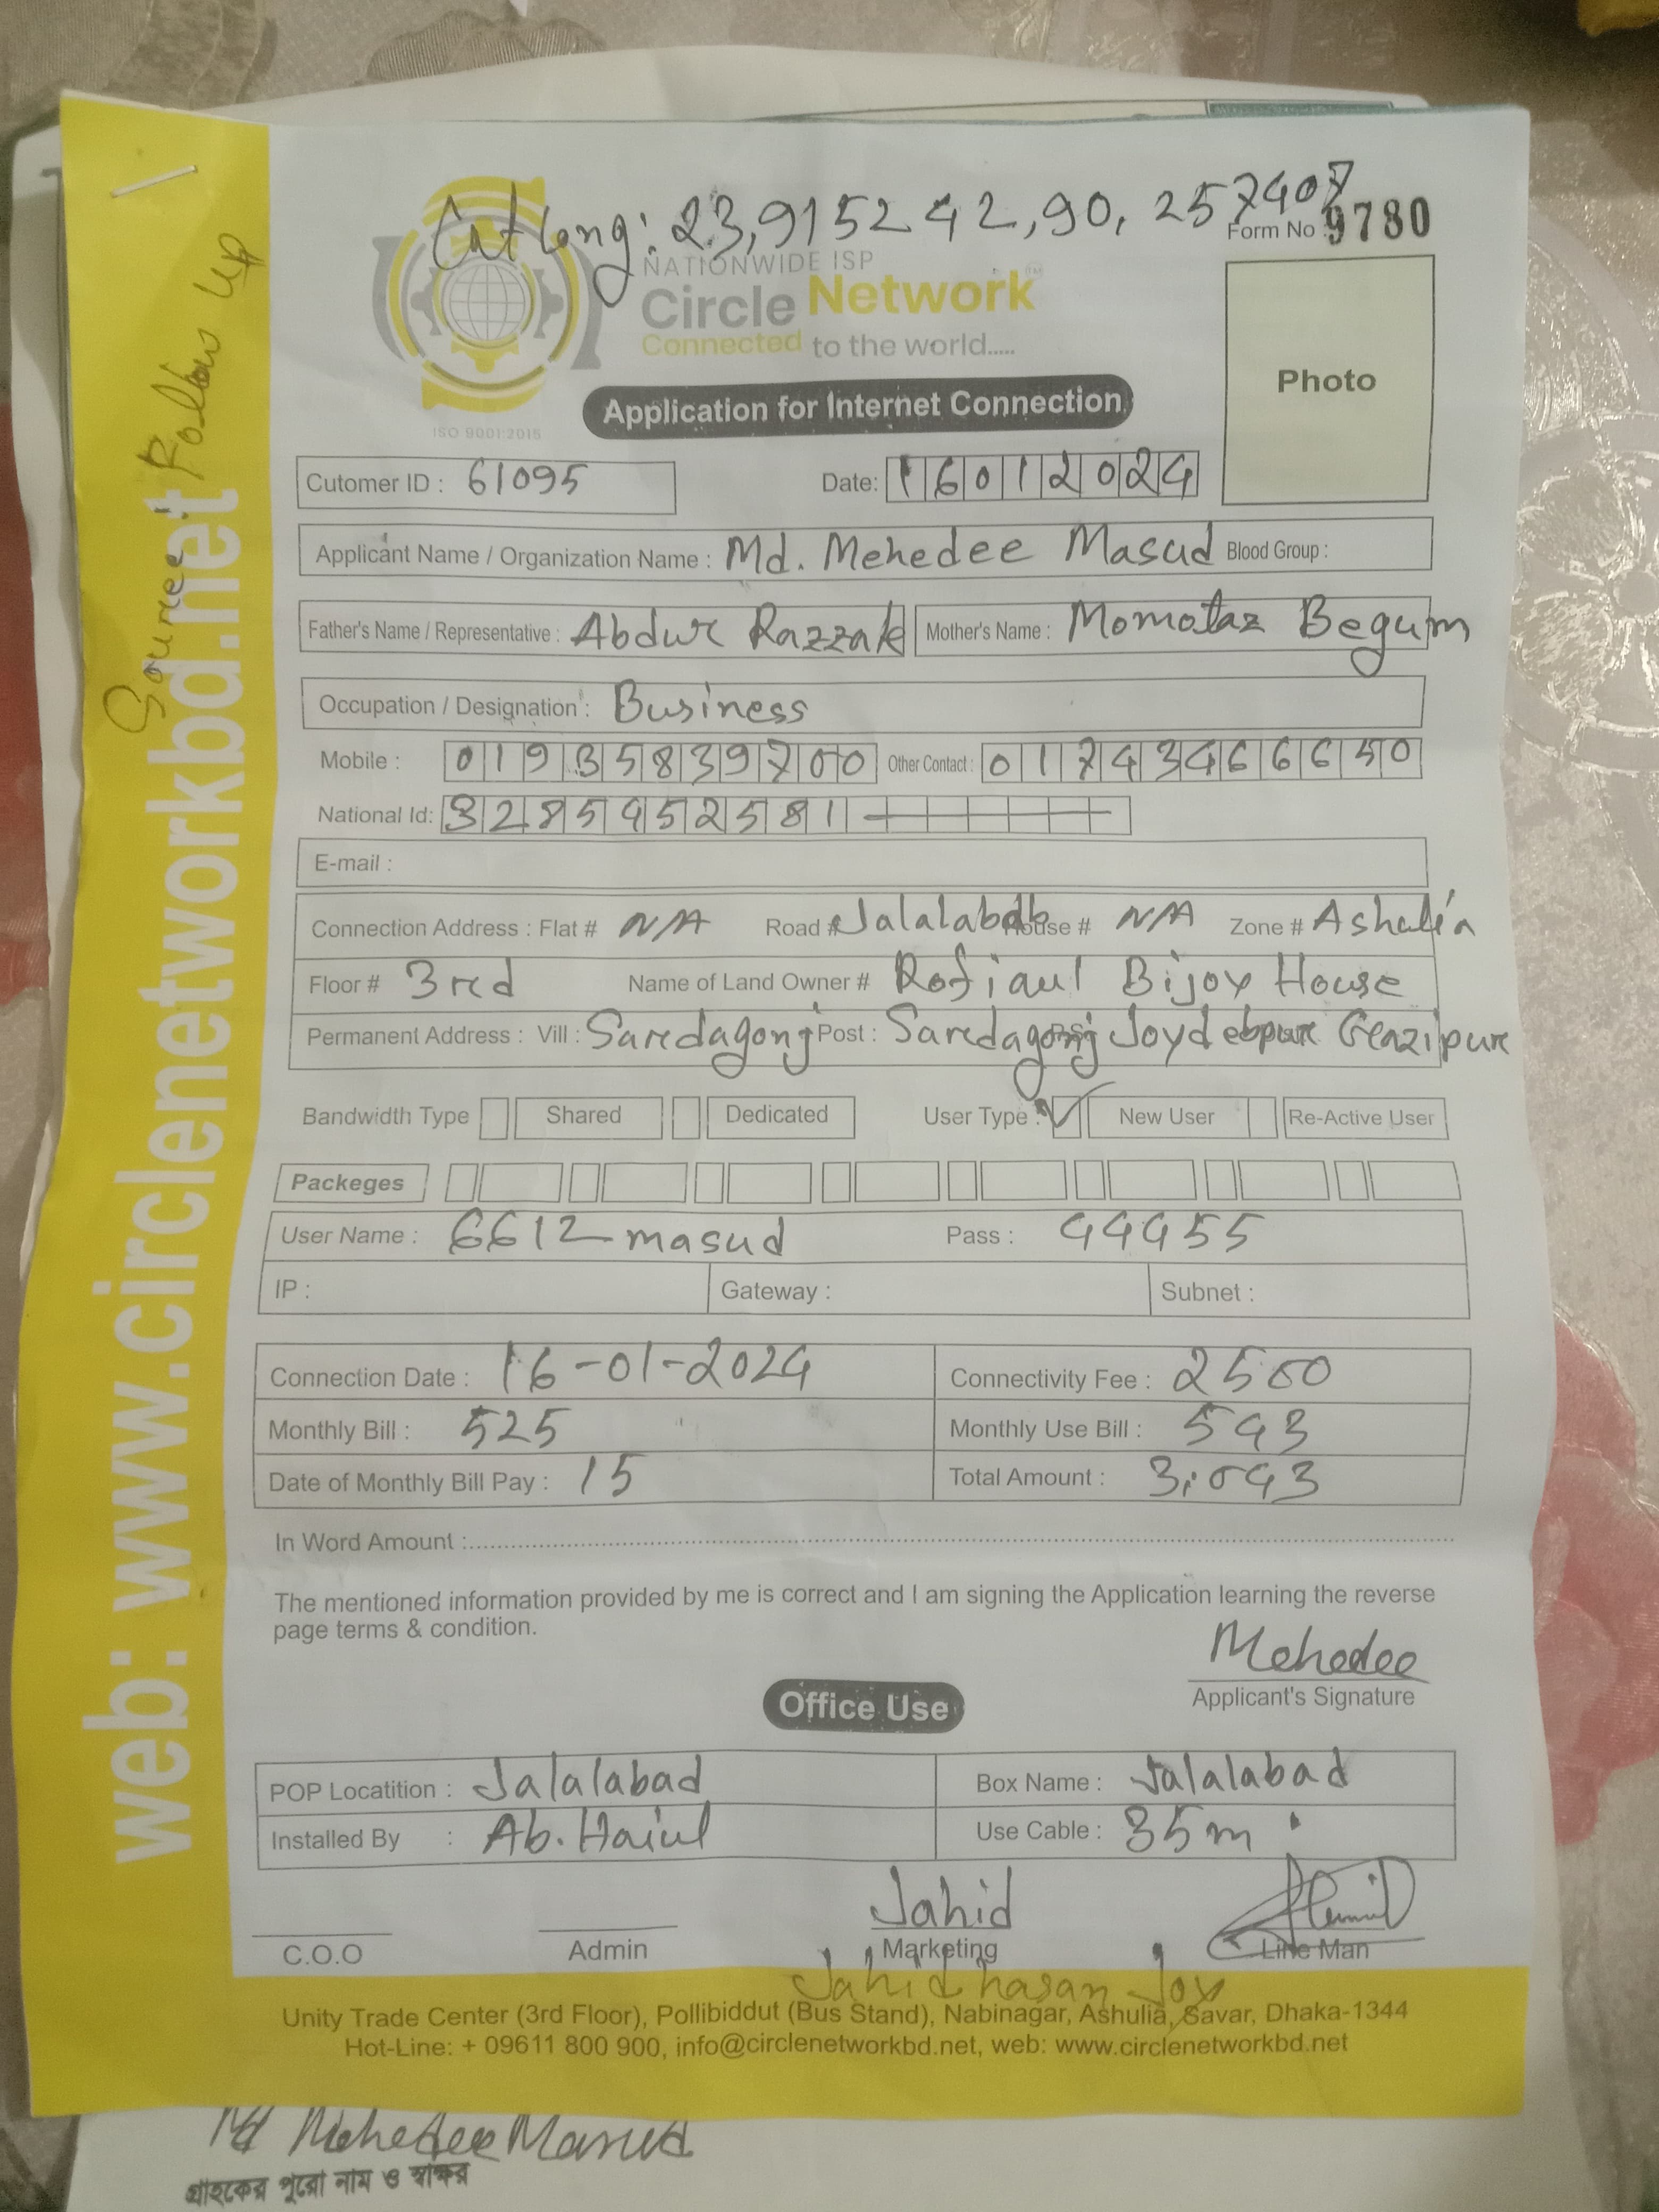 Lat long: 23,915242,90,257407
Form No : 9780
NATIONWIDE ISP
Circle Network
Connected to the world.....
ISO 9001:2015
Photo
Application for Internet Connection
Cutomer ID : 61095 Date: 16012024
Applicant Name / Organization Name : Md. Mehedee Masud Blood Group :
Father's Name / Representative : Abdur Razzak Mother's Name : Momotaz Begum
Occupation / Designation : Business
Mobile : 01935839700 Other Contact : 01743466650
National Id: 3285452581
E-mail :
Connection Address : Flat # N/A Road # Jalalabad House # N/A Zone # Ashulia
Floor # 3rd Name of Land Owner # Rofiqul Bijoy House
Permanent Address : Vill : Sardagonj Post : Sardagonj Joydebpur Gazipur
Bandwidth Type Shared Dedicated User Type : New User Re-Active User
Packeges
User Name : 6612masud Pass : 44455
IP : Gateway : Subnet :
Connection Date : 16-01-2024 Connectivity Fee : 2500
Monthly Bill : 525 Monthly Use Bill : 543
Date of Monthly Bill Pay : 15 Total Amount : 3,043
In Word Amount :
The mentioned information provided by me is correct and I am signing the Application learning the reverse
page terms & condition.
Mehedee
Applicant's Signature
Office Use
POP Locatition : Jalalabad Box Name : Jalalabad
Installed By : Ab. Haiul Use Cable : 35m
Jahid
C.O.O Admin Marketing Line Man
Jahid hasan Joy
Unity Trade Center (3rd Floor), Pollibiddut (Bus Stand), Nabinagar, Ashulia, Savar, Dhaka-1344
Hot-Line: + 09611 800 900, info@circlenetworkbd.net, web: www.circlenetworkbd.net
web: www.circlenetworkbd.net
Source Follow Up
Md Mehedee Masud
গ্রাহকের পুরো নাম ও স্বাক্ষর